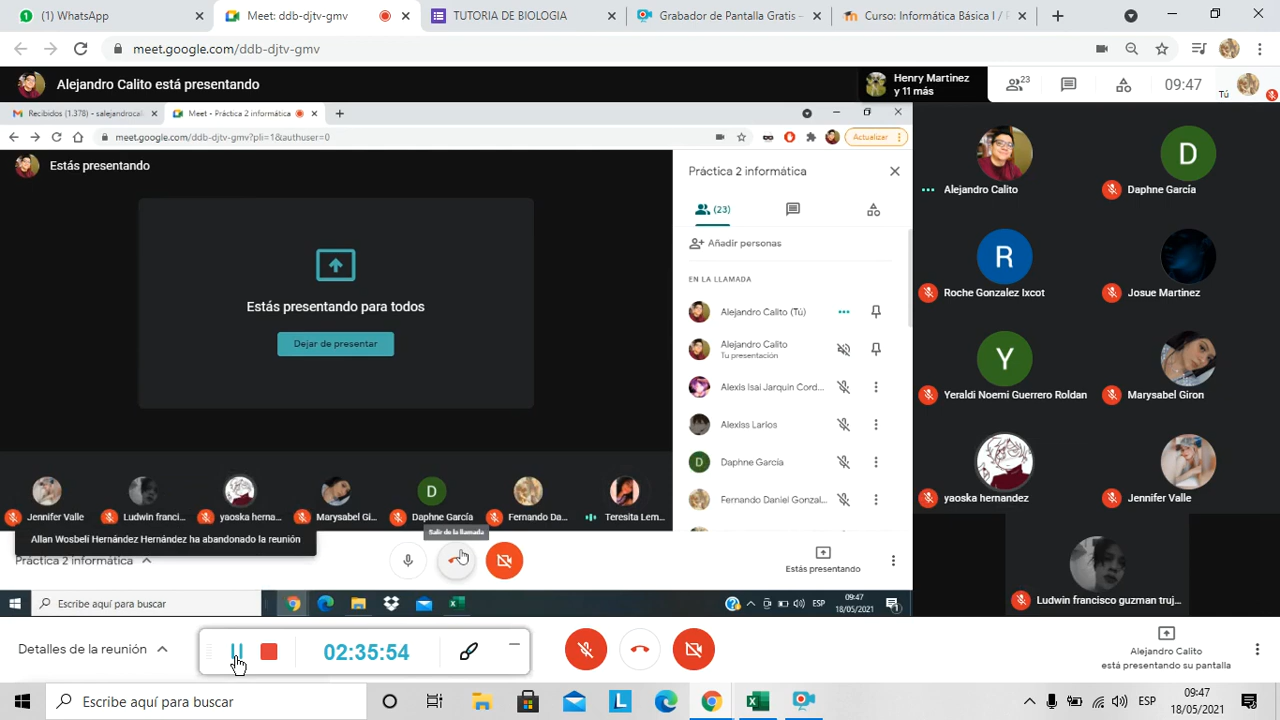 (1) WhatsApp
Meet: ddb-djtv-gmv
TUTORIA DE BIOLOGIA
Grabador de Pantalla Gratis –
Curso: Informática Básica I / P
meet.google.com/ddb-djtv-gmv
Alejandro Calito está presentando
Henry Martinez
y 11 más
23
09:47
Tú
Recibidos (1.378) - salejandrocal
Meet - Práctica 2 informática
meet.google.com/ddb-djtv-gmv?pli=1&authuser=0
Actualizar
Estás presentando
Práctica 2 informática
(23)
Añadir personas
EN LA LLAMADA
Estás presentando para todos
Dejar de presentar
Alejandro Calito (Tú)
Alejandro Calito
Tu presentación
Alexis Isai Jarquin Cord...
Alexiss Larios
D
Daphne García
Fernando Daniel Gonzal...
D
Jennifer Valle
Ludwin franci...
yaoska herna...
Marysabel Gi...
Daphne García
Fernando Da...
Teresita Lem...
Salir de la llamada
Allan Wosbelí Hernández Hernández ha abandonado la reunión
Práctica 2 informática
Estás presentando
Escribe aquí para buscar
ESP
09:47
18/05/2021
1
Alejandro Calito
D
Daphne García
R
Roche Gonzalez Ixcot
Josue Martinez
Y
Yeraldi Noemi Guerrero Roldan
Marysabel Giron
yaoska hernandez
Jennifer Valle
Ludwin francisco guzman truj...
Detalles de la reunión
02:35:54
Alejandro Calito
está presentando su pantalla
Escribe aquí para buscar
L
ESP
09:47
18/05/2021